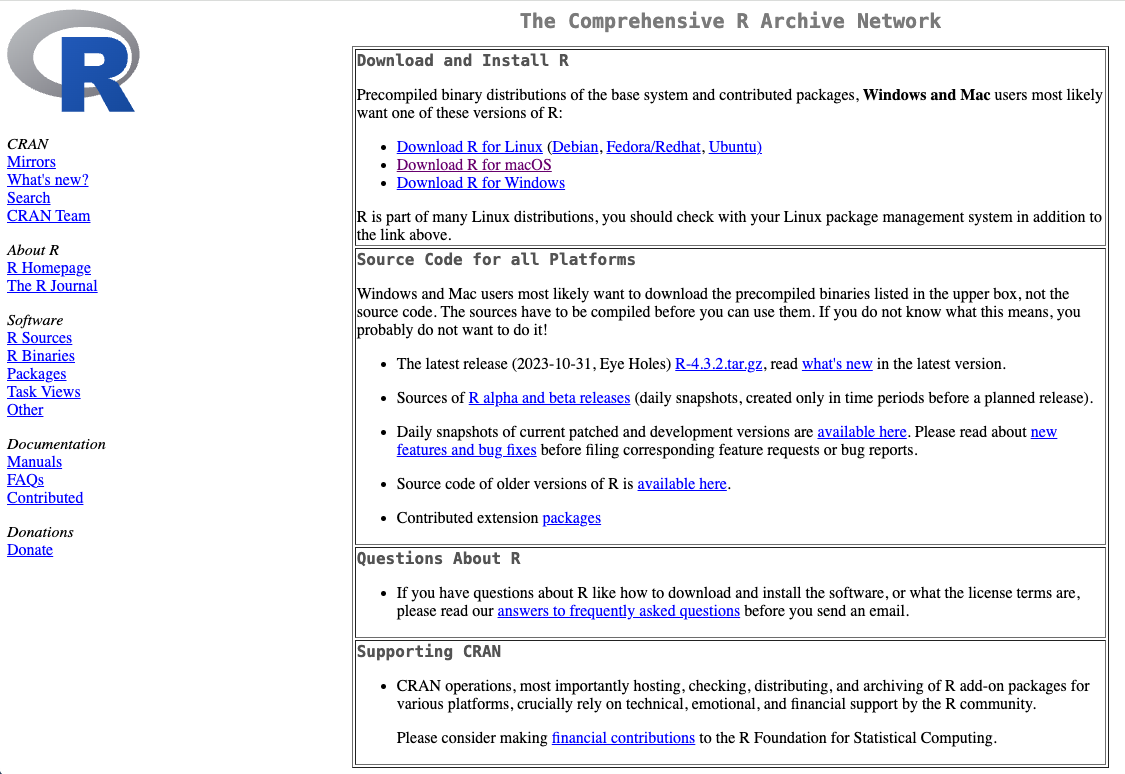 R
CRAN
Mirrors
What's new?
Search
CRAN Team
About R
R Homepage
The R Journal
Software
R Sources
R Binaries
Packages
Task Views
Other
Documentation
Manuals
FAQs
Contributed
Donations
Donate
The Comprehensive R Archive Network
Download and Install R
Precompiled binary distributions of the base system and contributed packages, Windows and Mac users most likely
want one of these versions of R:
• Download R for Linux (Debian, Fedora/Redhat, Ubuntu)
• Download R for macOS
• Download R for Windows
R is part of many Linux distributions, you should check with your Linux package management system in addition to
the link above.
Source Code for all Platforms
Windows and Mac users most likely want to download the precompiled binaries listed in the upper box, not the
source code. The sources have to be compiled before you can use them. If you do not know what this means, you
probably do not want to do it!
• The latest release (2023-10-31, Eye Holes) R-4.3.2.tar.gz, read what's new in the latest version.
• Sources of R alpha and beta releases (daily snapshots, created only in time periods before a planned release).
• Daily snapshots of current patched and development versions are available here. Please read about new
features and bug fixes before filing corresponding feature requests or bug reports.
• Source code of older versions of R is available here.
• Contributed extension packages
Questions About R
• If you have questions about R like how to download and install the software, or what the license terms are,
please read our answers to frequently asked questions before you send an email.
Supporting CRAN
• CRAN operations, most importantly hosting, checking, distributing, and archiving of R add-on packages for
various platforms, crucially rely on technical, emotional, and financial support by the R community.
Please consider making financial contributions to the R Foundation for Statistical Computing.